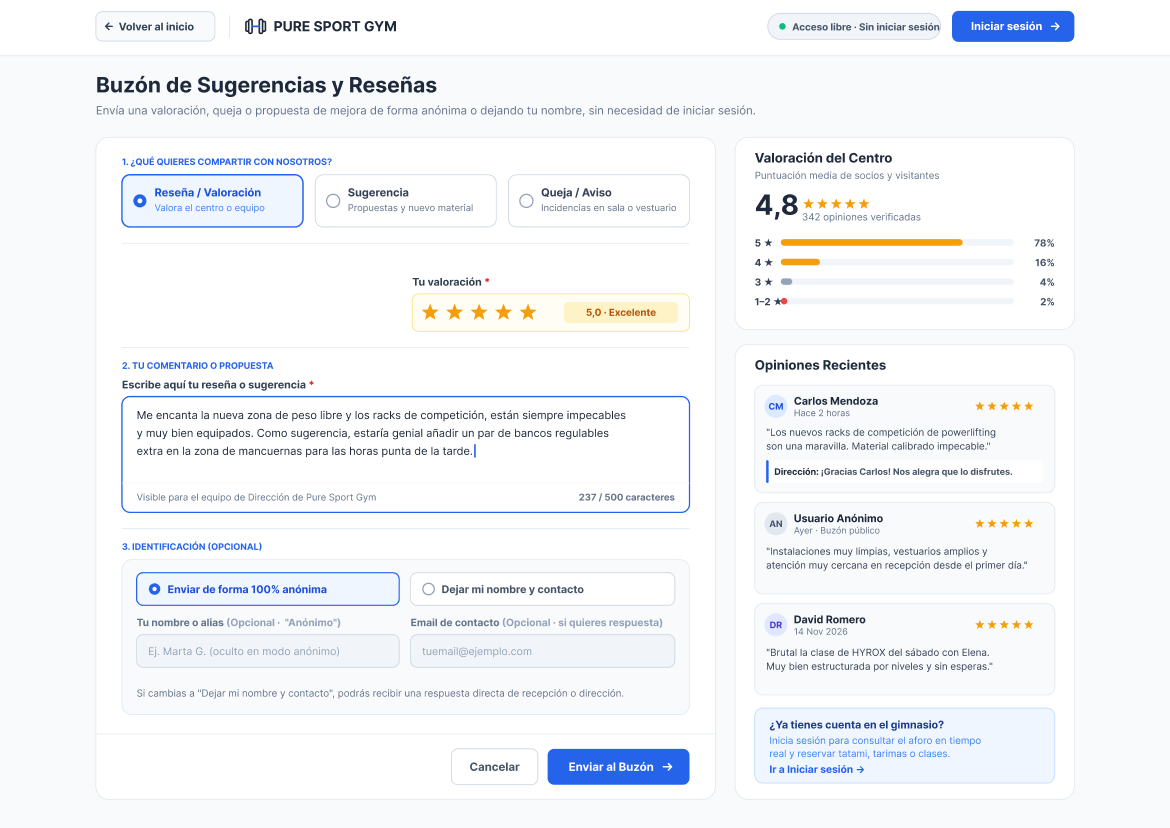 ← Volver al inicio
PURE SPORT GYM
Acceso libre · Sin iniciar sesión
Iniciar sesión →
Buzón de Sugerencias y Reseñas
Envía una valoración, queja o propuesta de mejora de forma anónima o dejando tu nombre, sin necesidad de iniciar sesión.
1. ¿QUÉ QUIERES COMPARTIR CON NOSOTROS?
Reseña / Valoración
Valora el centro o equipo
Sugerencia
Propuestas y nuevo material
Queja / Aviso
Incidencias en sala o vestuario
Tu valoración *
★ ★ ★ ★ ★ 5,0 · Excelente
2. TU COMENTARIO O PROPUESTA
Escribe aquí tu reseña o sugerencia *
Me encanta la nueva zona de peso libre y los racks de competición, están siempre impecables
y muy bien equipados. Como sugerencia, estaría genial añadir un par de bancos regulables
extra en la zona de mancuernas para las horas punta de la tarde.
Visible para el equipo de Dirección de Pure Sport Gym
237 / 500 caracteres
3. IDENTIFICACIÓN (OPCIONAL)
Enviar de forma 100% anónima
Dejar mi nombre y contacto
Tu nombre o alias (Opcional · "Anónimo")
Email de contacto (Opcional · si quieres respuesta)
Ej. Marta G. (oculto en modo anónimo)
tuemail@ejemplo.com
Si cambias a "Dejar mi nombre y contacto", podrás recibir una respuesta directa de recepción o dirección.
Cancelar
Enviar al Buzón →
Valoración del Centro
Puntuación media de socios y visitantes
4,8 ★★★★★
342 opiniones verificadas
5 ★ 78%
4 ★ 16%
3 ★ 4%
1–2 ★ 2%
Opiniones Recientes
CM
Carlos Mendoza
Hace 2 horas
★★★★★
"Los nuevos racks de competición de powerlifting
son una maravilla. Material calibrado impecable."
Dirección: ¡Gracias Carlos! Nos alegra que lo disfrutes.
AN
Usuario Anónimo
Ayer · Buzón público
★★★★★
"Instalaciones muy limpias, vestuarios amplios y
atención muy cercana en recepción desde el primer día."
DR
David Romero
14 Nov 2026
★★★★★
"Brutal la clase de HYROX del sábado con Elena.
Muy bien estructurada por niveles y sin esperas."
¿Ya tienes cuenta en el gimnasio?
Inicia sesión para consultar el aforo en tiempo
real y reservar tatami, tarimas o clases.
Ir a Iniciar sesión →